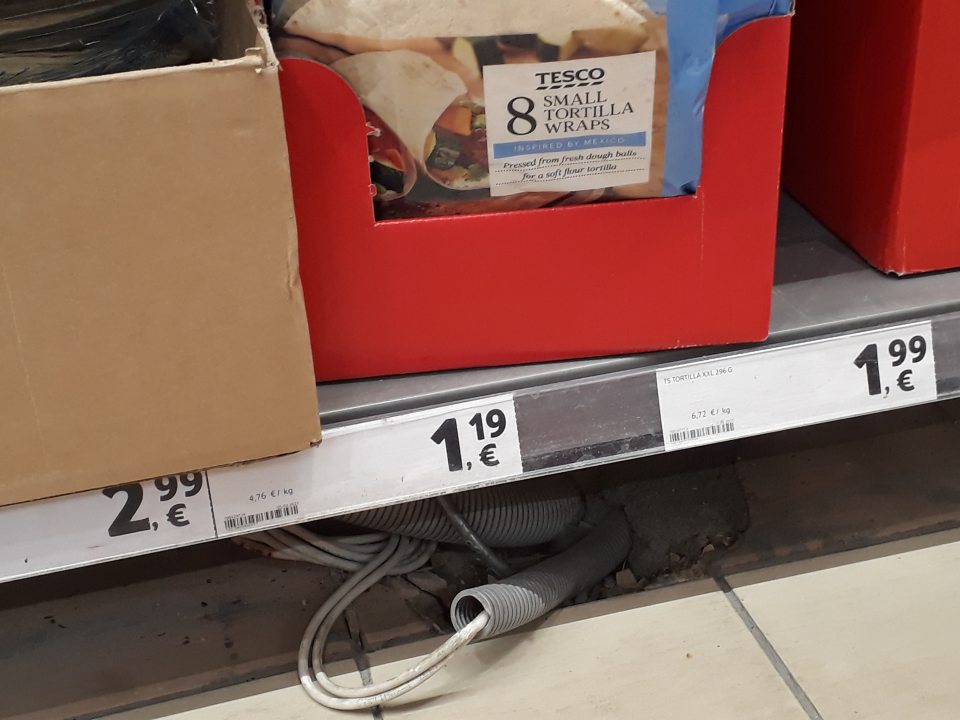 TESCO
8 SMALL
TORTILLA
WRAPS
INSPIRED BY MEXICO
Pressed from fresh dough balls
for a soft flour tortilla
2,99 €
4,76 €/ kg
1,19 €
TS TORTILLA XXL 296 G
6,72 €/ kg
1,99 €